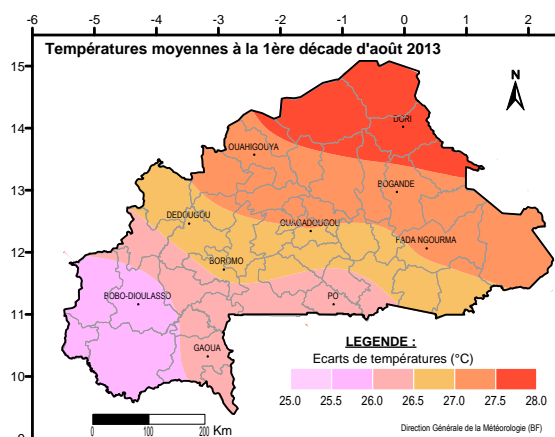 -6 -5 -4 -3 -2 -1 0 1 2
Températures moyennes à la 1ère décade d'août 2013
15
N
DORI
14
OUAHIGOUYA
13
BOGANDE
DEDOUGOU
OUAGADOUGOU
12
FADA NGOURMA
BOROMO
BOBO-DIOULASSO
PO
11
LEGENDE :
GAOUA
Ecarts de températures (°C)
10
25.0 25.5 26.0 26.5 27.0 27.5 28.0
0 100 200 Km
Direction Générale de la Météorologie (BF)
9